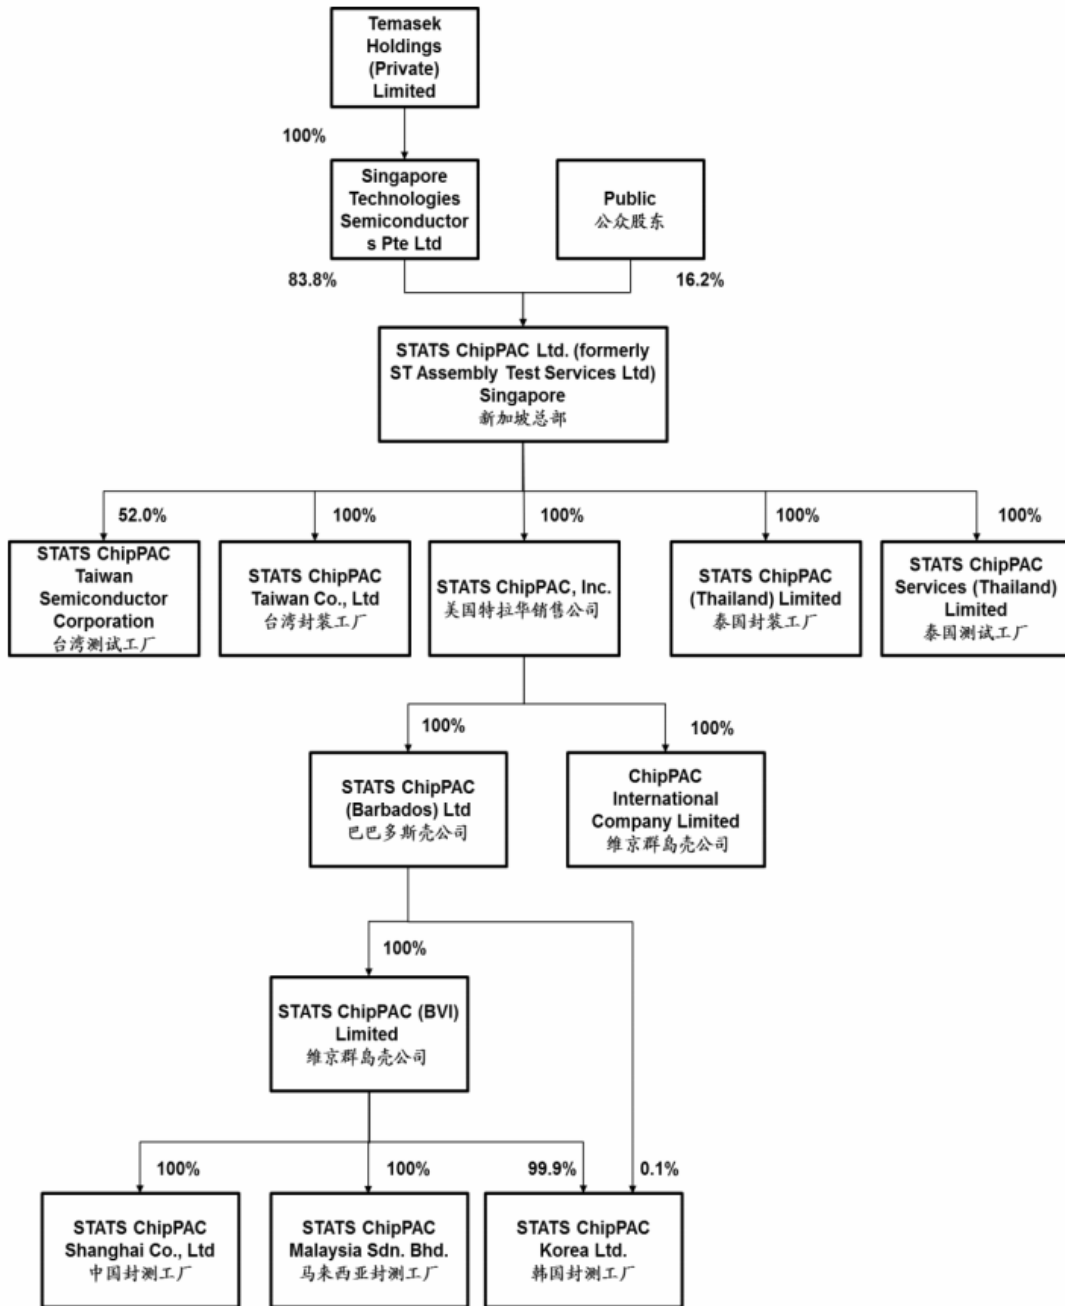 Temasek
Holdings
(Private)
Limited
100%
Singapore
Technologies
Semiconductor
s Pte Ltd
Public
公众股东
83.8%
16.2%
STATS ChipPAC Ltd. (formerly
ST Assembly Test Services Ltd)
Singapore
新加坡总部
52.0%
100%
100%
100%
100%
STATS ChipPAC
Taiwan
Semiconductor
Corporation
台湾测试工厂
STATS ChipPAC
Taiwan Co., Ltd
台湾封装工厂
STATS ChipPAC, Inc.
美国特拉华销售公司
STATS ChipPAC
(Thailand) Limited
泰国封装工厂
STATS ChipPAC
Services (Thailand)
Limited
泰国测试工厂
100%
100%
STATS ChipPAC
(Barbados) Ltd
巴巴多斯壳公司
ChipPAC
International
Company Limited
维京群岛壳公司
100%
STATS ChipPAC (BVI)
Limited
维京群岛壳公司
100%
100%
99.9%
0.1%
STATS ChipPAC
Shanghai Co., Ltd
中国封测工厂
STATS ChipPAC
Malaysia Sdn. Bhd.
马来西亚封测工厂
STATS ChipPAC
Korea Ltd.
韩国封测工厂